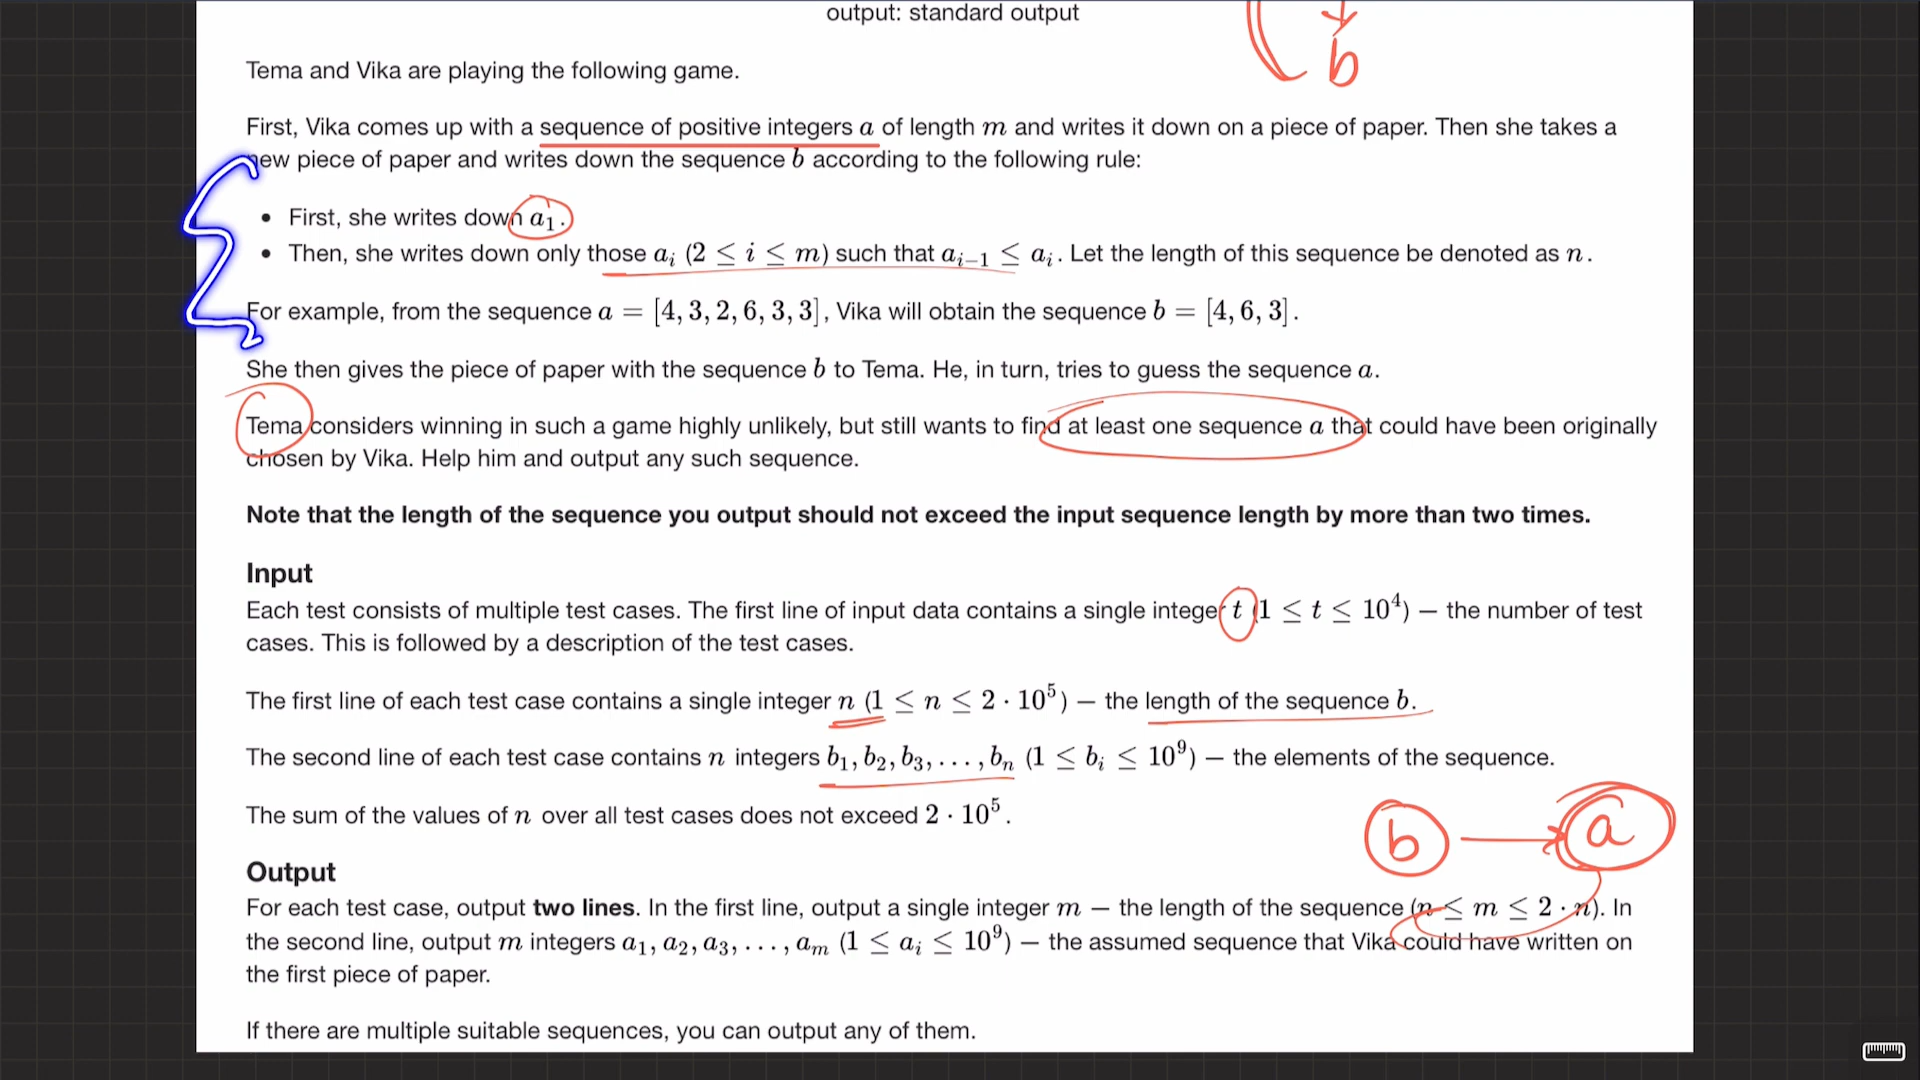 output: standard output
b
Tema and Vika are playing the following game.
First, Vika comes up with a sequence of positive integers a of length m and writes it down on a piece of paper. Then she takes a
new piece of paper and writes down the sequence b according to the following rule:
• First, she writes down a₁.
• Then, she writes down only those aᵢ (2 ≤ i ≤ m) such that aᵢ₋₁ ≤ aᵢ. Let the length of this sequence be denoted as n.
For example, from the sequence a = [4, 3, 2, 6, 3, 3], Vika will obtain the sequence b = [4, 6, 3].
She then gives the piece of paper with the sequence b to Tema. He, in turn, tries to guess the sequence a.
Tema considers winning in such a game highly unlikely, but still wants to find at least one sequence a that could have been originally
chosen by Vika. Help him and output any such sequence.
Note that the length of the sequence you output should not exceed the input sequence length by more than two times.
Input
Each test consists of multiple test cases. The first line of input data contains a single integer t (1 ≤ t ≤ 10⁴) — the number of test
cases. This is followed by a description of the test cases.
The first line of each test case contains a single integer n (1 ≤ n ≤ 2 · 10⁵) — the length of the sequence b.
The second line of each test case contains n integers b₁, b₂, b₃, . . . , bₙ (1 ≤ bᵢ ≤ 10⁹) — the elements of the sequence.
The sum of the values of n over all test cases does not exceed 2 · 10⁵.
b → a
Output
For each test case, output two lines. In the first line, output a single integer m — the length of the sequence (n ≤ m ≤ 2 · n). In
the second line, output m integers a₁, a₂, a₃, . . . , aₘ (1 ≤ aᵢ ≤ 10⁹) — the assumed sequence that Vika could have written on
the first piece of paper.
If there are multiple suitable sequences, you can output any of them.